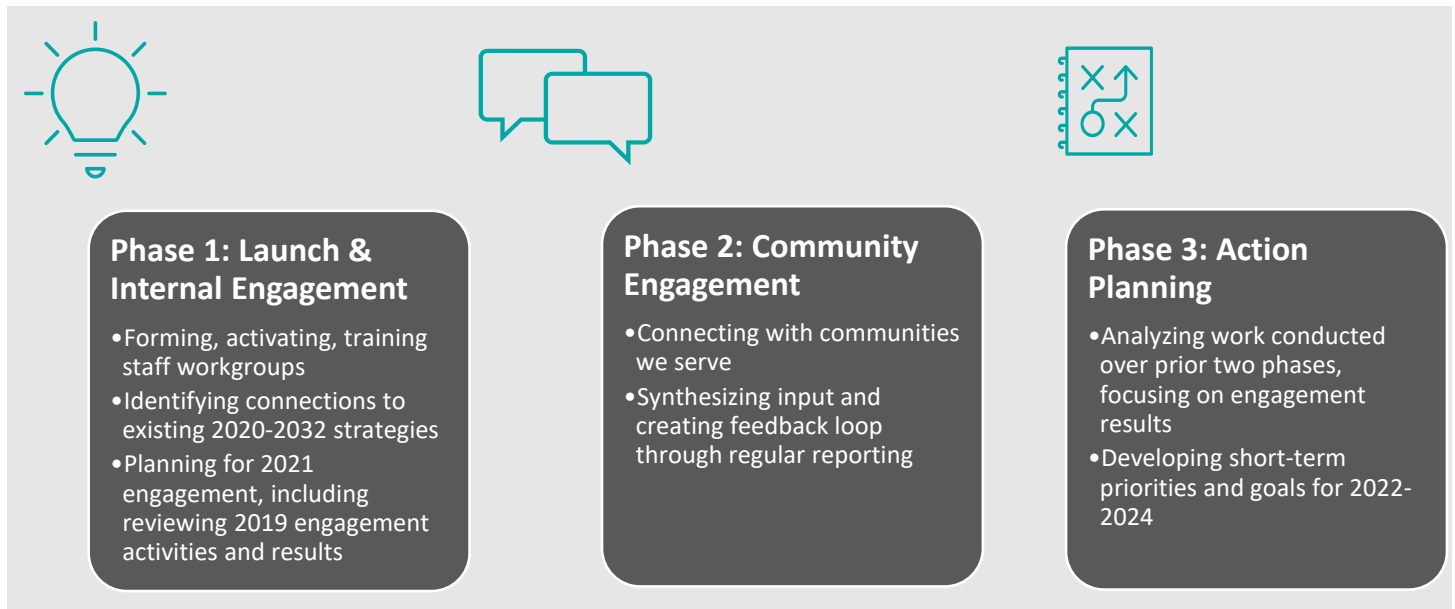 Phase 1: Launch &
Internal Engagement
•Forming, activating, training
staff workgroups
•Identifying connections to
existing 2020-2032 strategies
•Planning for 2021
engagement, including
reviewing 2019 engagement
activities and results
Phase 2: Community
Engagement
•Connecting with communities
we serve
•Synthesizing input and
creating feedback loop
through regular reporting
Phase 3: Action
Planning
•Analyzing work conducted
over prior two phases,
focusing on engagement
results
•Developing short-term
priorities and goals for 2022-
2024